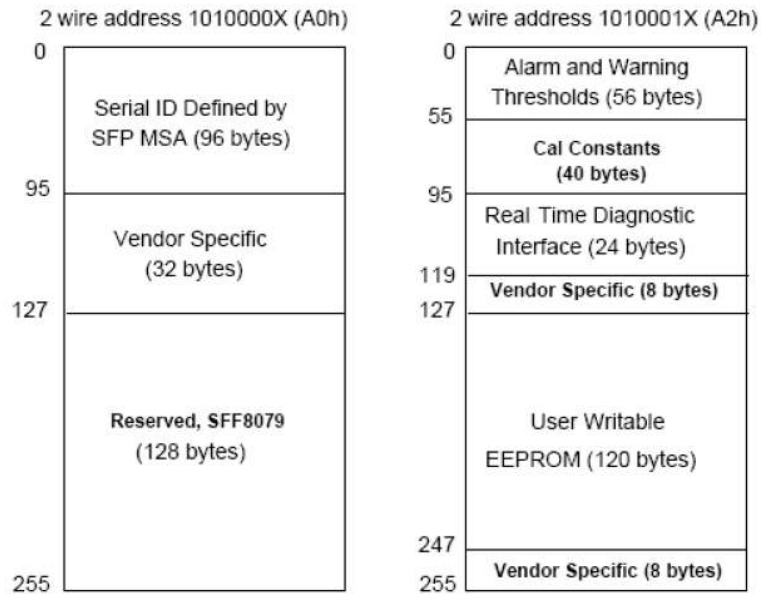 2 wire address 1010000X (A0h)
0
Serial ID Defined by
SFP MSA (96 bytes)
95
Vendor Specific
(32 bytes)
127
Reserved, SFF8079
(128 bytes)
255
2 wire address 1010001X (A2h)
0
Alarm and Warning
Thresholds (56 bytes)
55
Cal Constants
(40 bytes)
95
Real Time Diagnostic
Interface (24 bytes)
119
Vendor Specific (8 bytes)
127
User Writable
EEPROM (120 bytes)
247
Vendor Specific (8 bytes)
255